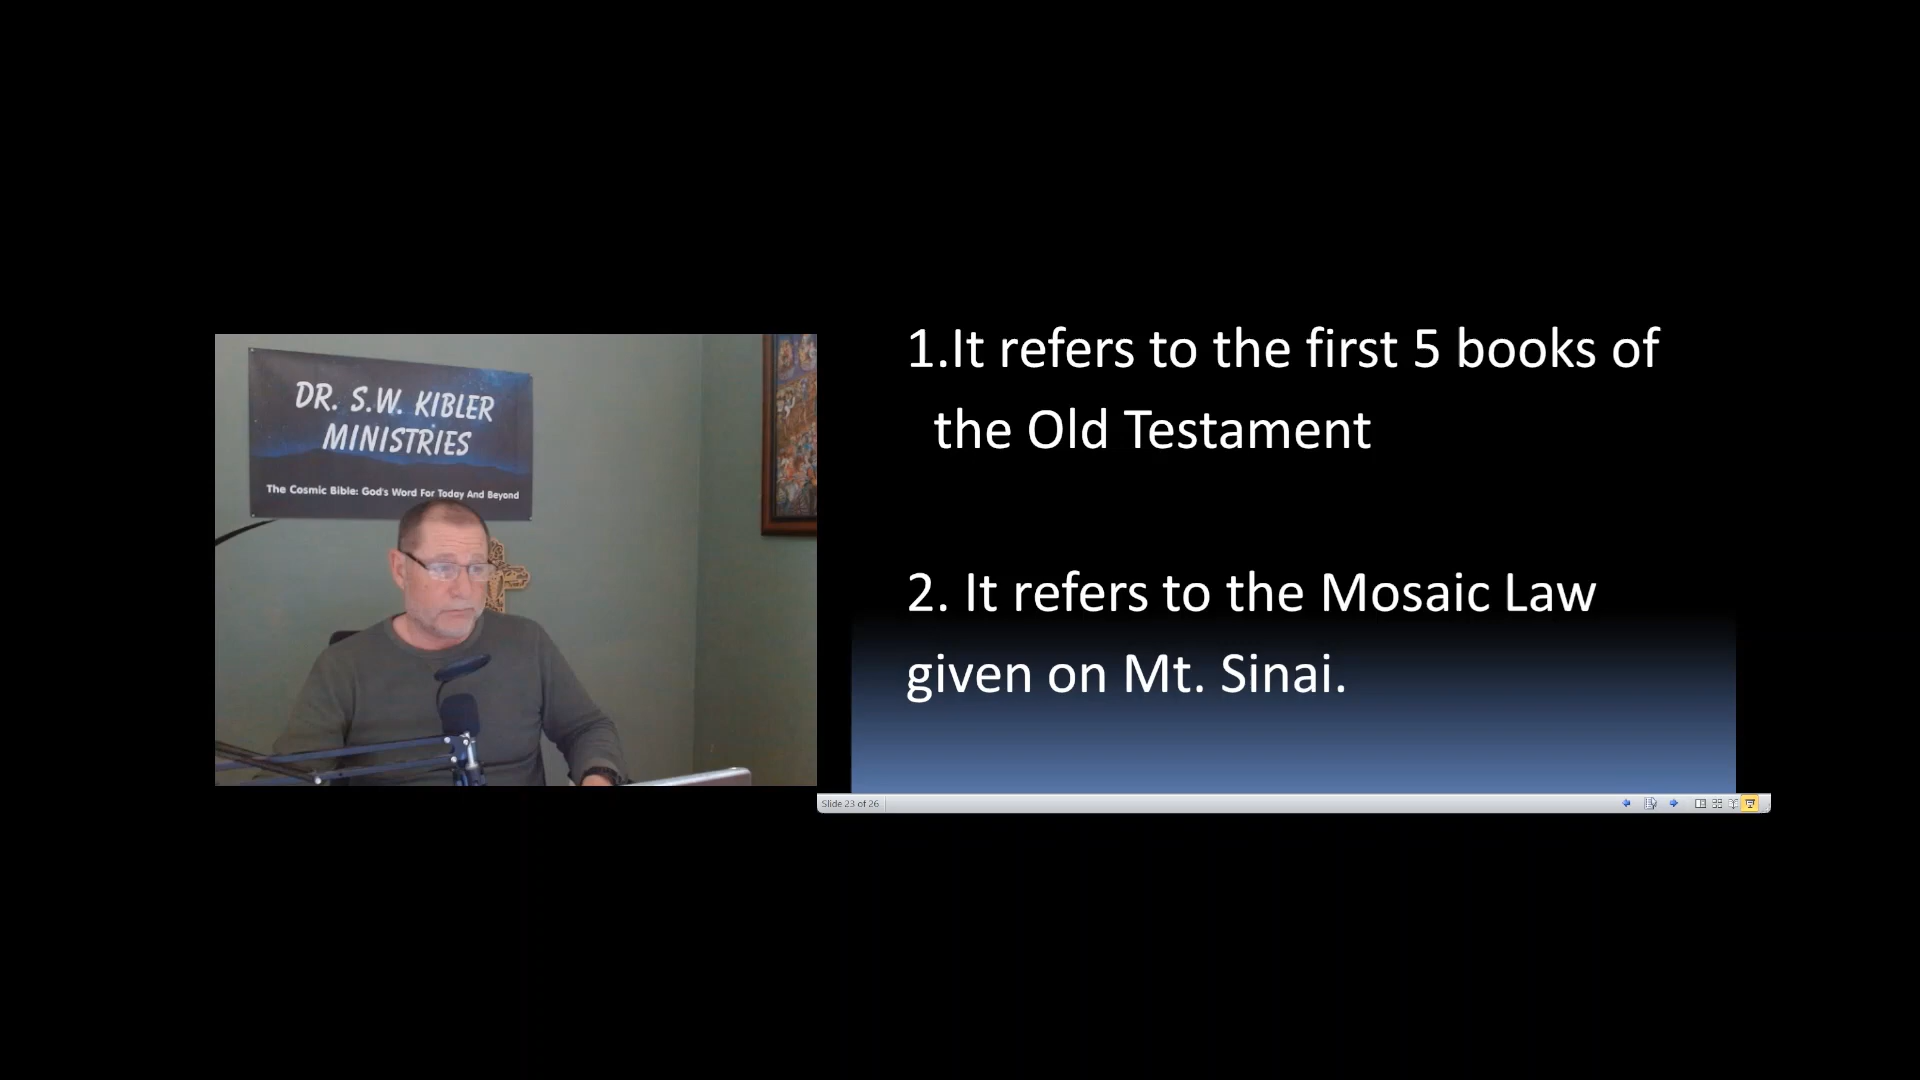 DR. S.W. KIBLER
MINISTRIES
The Cosmic Bible: God's Word For Today And Beyond
1.It refers to the first 5 books of
the Old Testament
2. It refers to the Mosaic Law
given on Mt. Sinai.
Slide 23 of 26